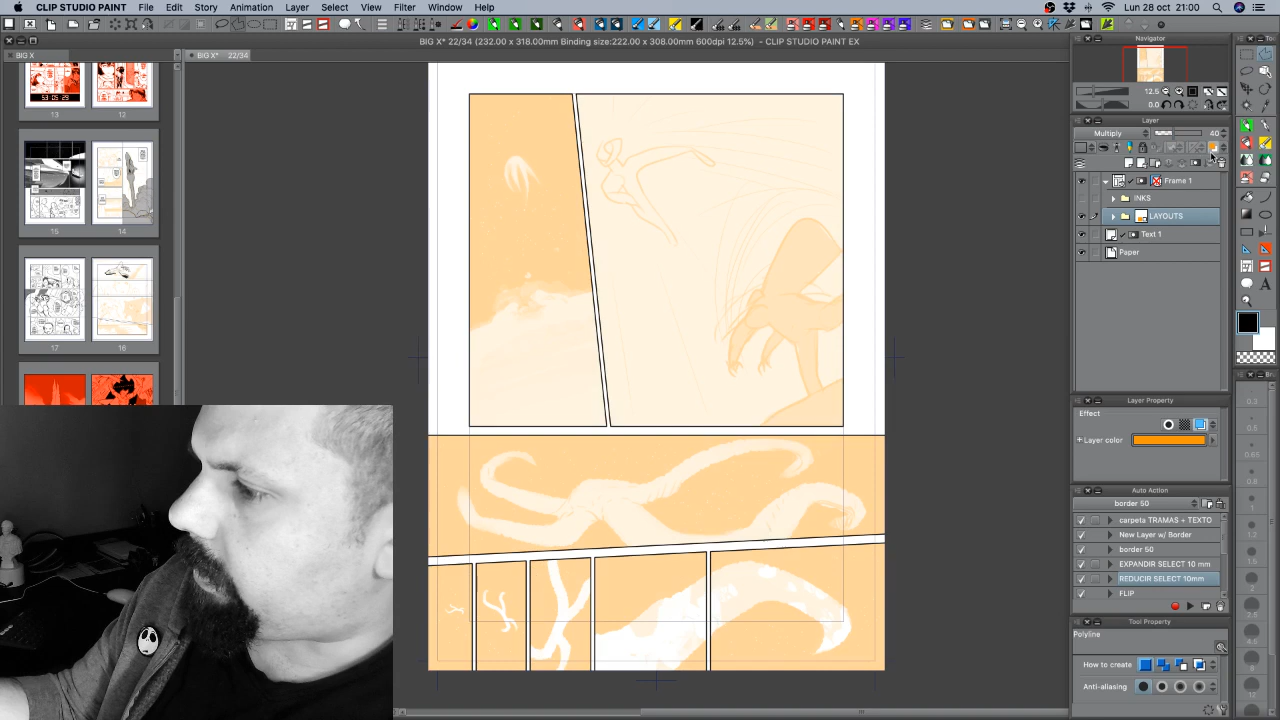 CLIP STUDIO PAINT File Edit Story Animation Layer Select View Filter Window Help Lun 28 oct 21:00
BIG X* 22/34 (232.00 x 318.00mm Binding size:222.00 x 308.00mm 600dpi 12.5%) - CLIP STUDIO PAINT EX
BIG X
BIG X* 22/34
13 12
15 14
17 16
Navigator
12.5
0.0
Layer
Multiply 40
Frame 1
INKS
LAYOUTS
Text 1
Paper
Layer Property
Effect
Layer color
Auto Action
border 50
carpeta TRAMAS + TEXTO
New Layer w/ Border
border 50
EXPANDIR SELECT 10 mm
REDUCIR SELECT 10mm
FLIP
Tool Property
Polyline
How to create
Anti-aliasing